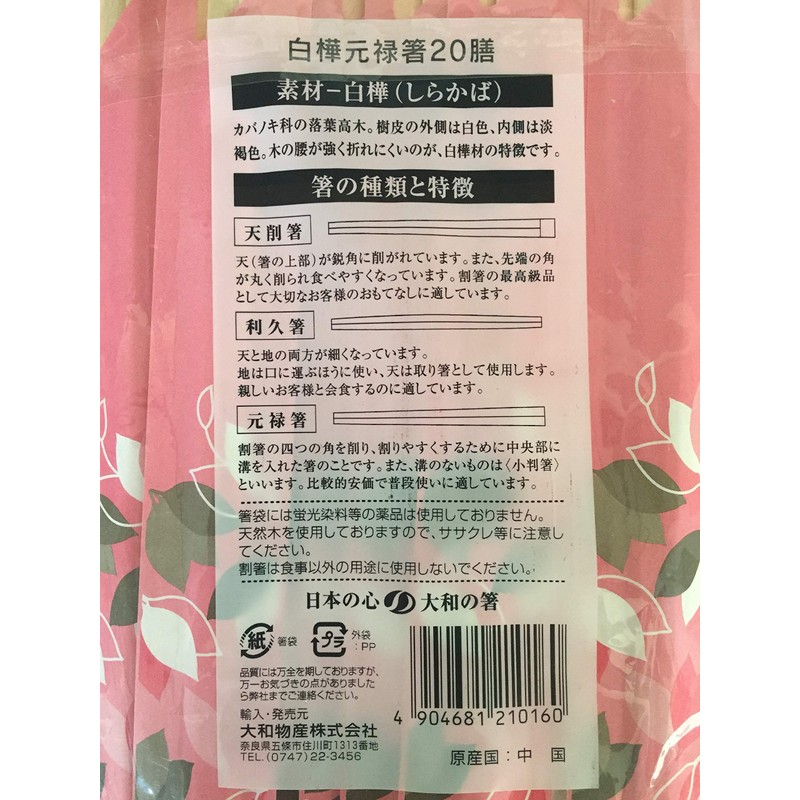 白樺元禄箸20膳
素材－白樺(しらかば)
カバノキ科の落葉高木。樹皮の外側は白色、内側は淡
褐色。木の腰が強く折れにくいのが、白樺材の特徴です。
箸の種類と特徴
天削箸
天(箸の上部)が鋭角に削がれています。また、先端の角
が丸く削られ食べやすくなっています。割箸の最高級品
として大切なお客様のおもてなしに適しています。
利久箸
天と地の両方が細くなっています。
地は口に運ぶほうに使い、天は取り箸として使用します。
親しいお客様と会食するのに適しています。
元禄箸
割箸の四つの角を削り、割りやすくするために中央部に
溝を入れた箸のことです。また、溝のないものは〈小判箸〉
といいます。比較的安価で普段使いに適しています。
箸袋には蛍光染料等の薬品は使用しておりません。
天然木を使用しておりますので、ササクレ等に注意し
てください。
割箸は食事以外の用途に使用しないでください。
日本の心 大和の箸
紙 箸袋 プラ 外袋
:PP
品質には万全を期しておりますが、
万一お気づきの点がありました
ら弊社までご連絡ください。
輸入・発売元
大和物産株式会社
奈良県五條市住川町1313番地
TEL.(0747)22-3456
4 904681 210160
原産国:中 国